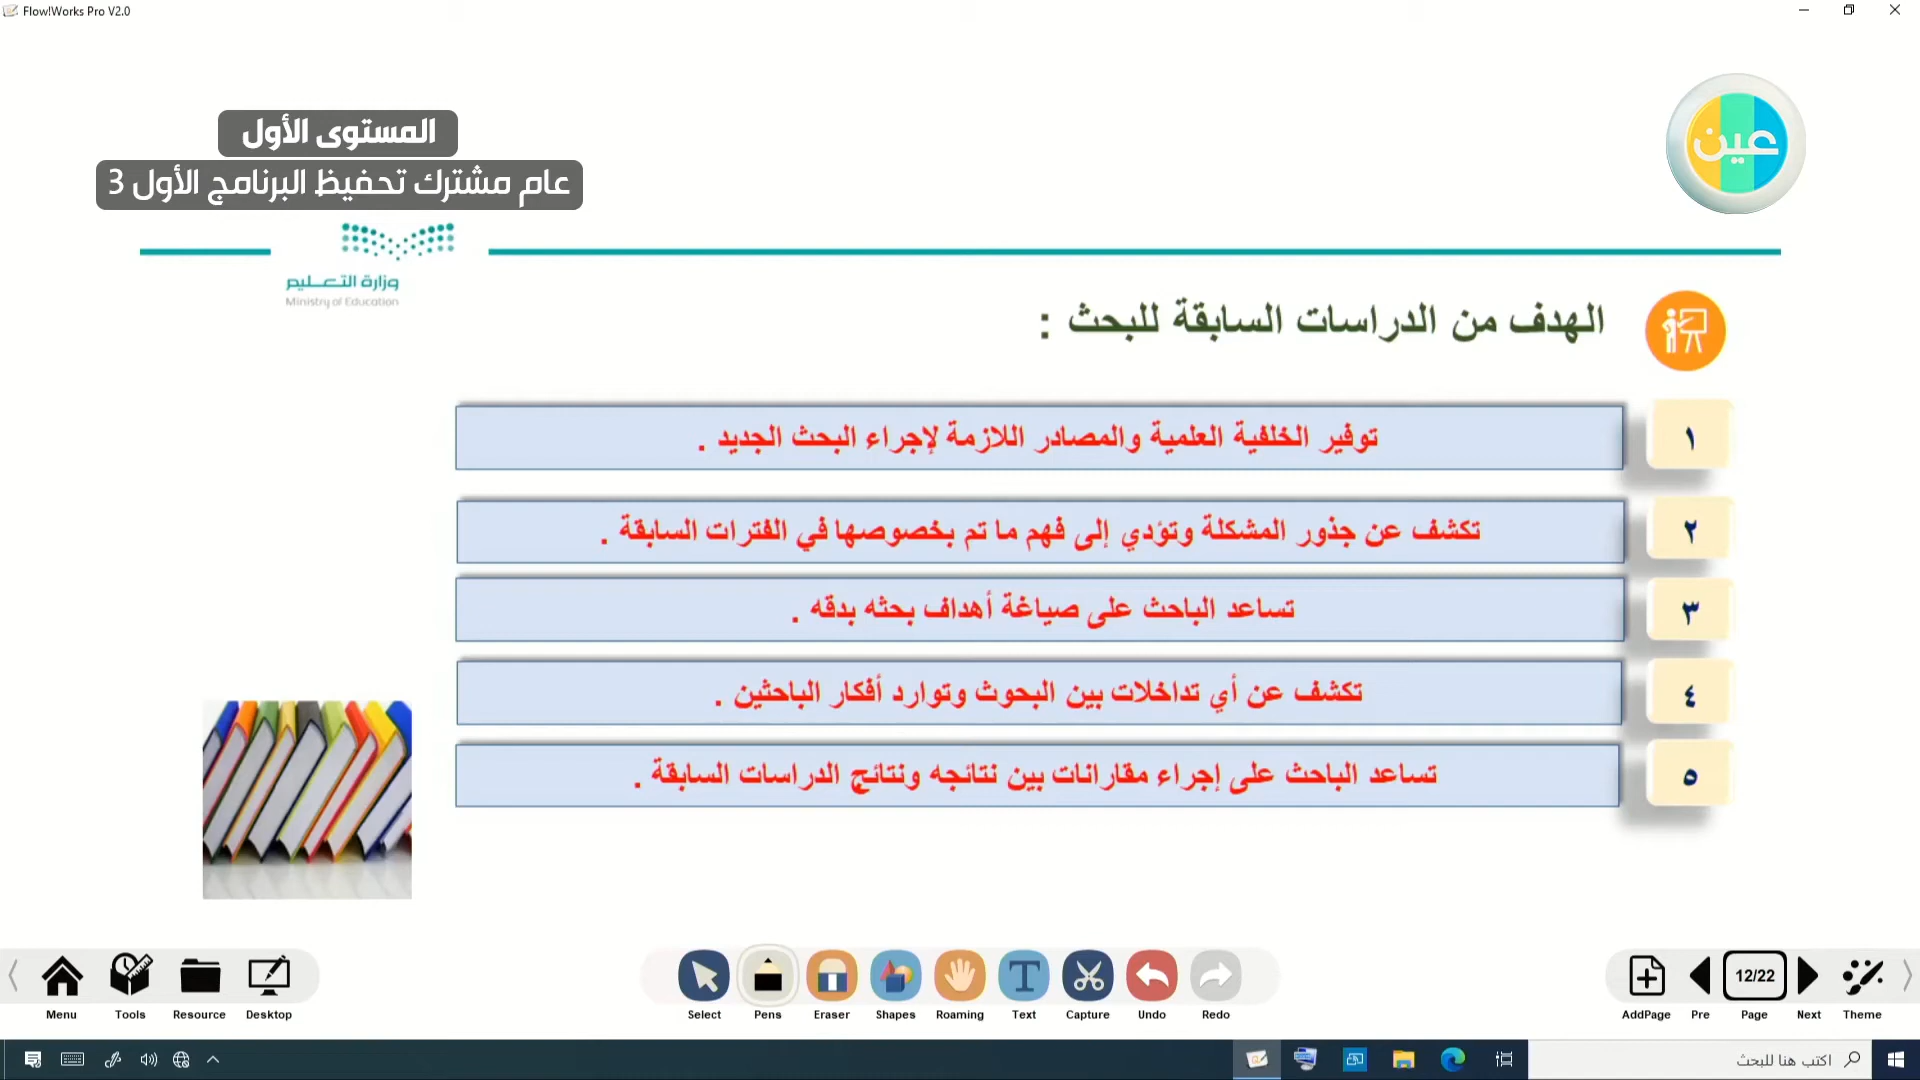 Flow!Works Pro V2.0
المستوى الأول
عام مشترك تحفيظ البرنامج الأول 3
عين
وزارة التعليم
Ministry of Education
الهدف من الدراسات السابقة للبحث :
١
توفير الخلفية العلمية والمصادر اللازمة لإجراء البحث الجديد .
٢
تكشف عن جذور المشكلة وتؤدي إلى فهم ما تم بخصوصها في الفترات السابقة .
٣
تساعد الباحث على صياغة أهداف بحثه بدقه .
٤
تكشف عن أي تداخلات بين البحوث وتوارد أفكار الباحثين .
٥
تساعد الباحث على إجراء مقارانات بين نتائجه ونتائج الدراسات السابقة .
Menu
Tools
Resource
Desktop
Select
Pens
Eraser
Shapes
Roaming
Text
Capture
Undo
Redo
AddPage
Pre
12/22
Page
Next
Theme
اكتب هنا للبحث